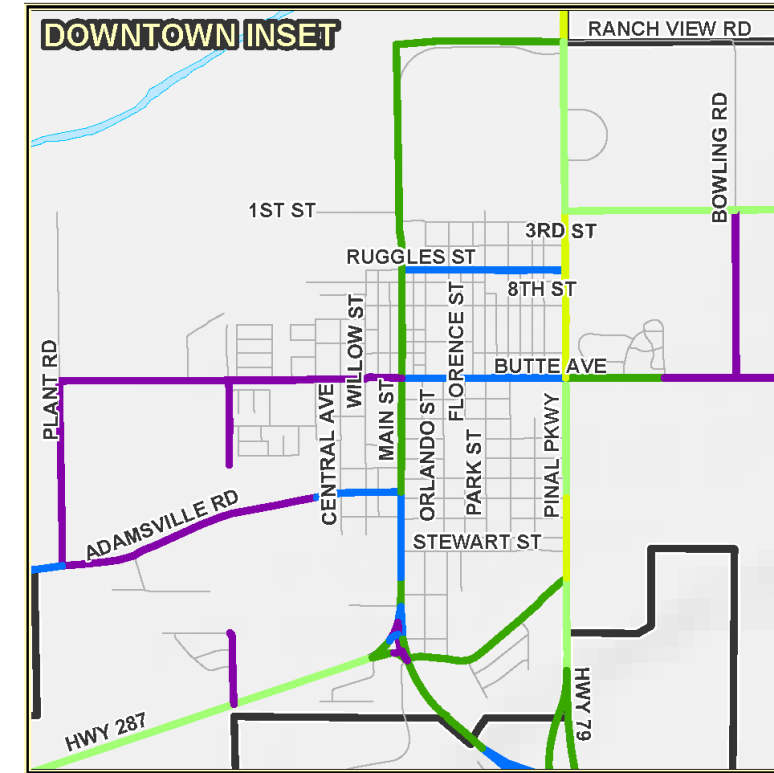 DOWNTOWN INSET
RANCH VIEW RD
BOWLING RD
1ST ST
3RD ST
RUGGLES ST
8TH ST
FLORENCE ST
WILLOW ST
PLANT RD
BUTTE AVE
MAIN ST
CENTRAL AVE
ORLANDO ST
PARK ST
PINAL PKWY
ADAMSVILLE RD
STEWART ST
HWY 287
HWY 79